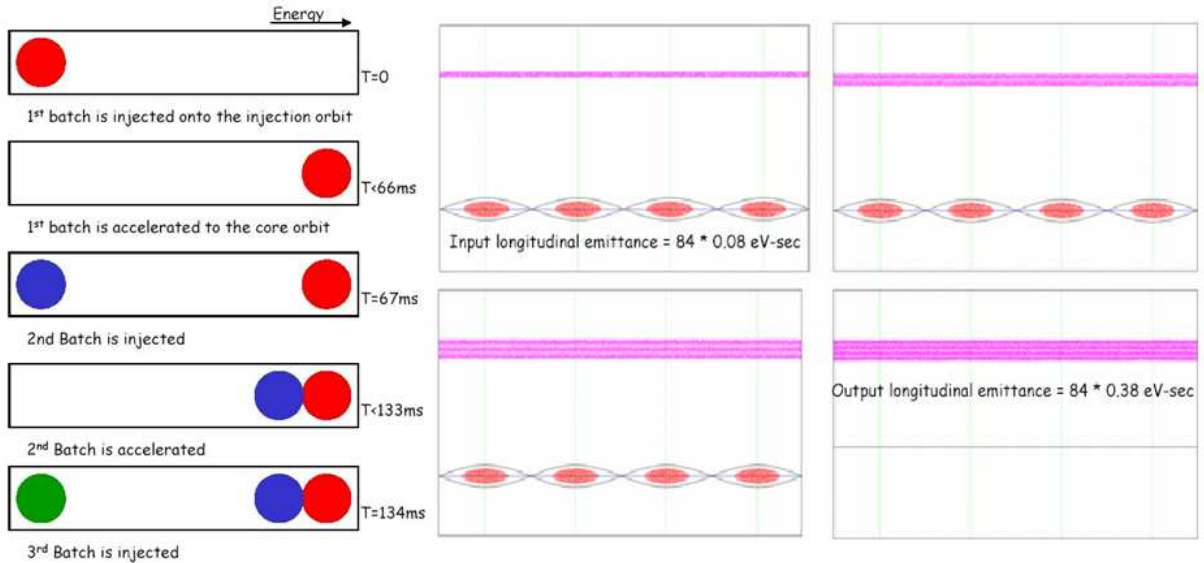 Energy
T=0
1st batch is injected onto the injection orbit
T<66ms
1st batch is accelerated to the core orbit
T=67ms
2nd Batch is injected
T<133ms
2nd Batch is accelerated
T=134ms
3rd Batch is injected
Input longitudinal emittance = 84 * 0.08 eV-sec
Output longitudinal emittance = 84 * 0.38 eV-sec